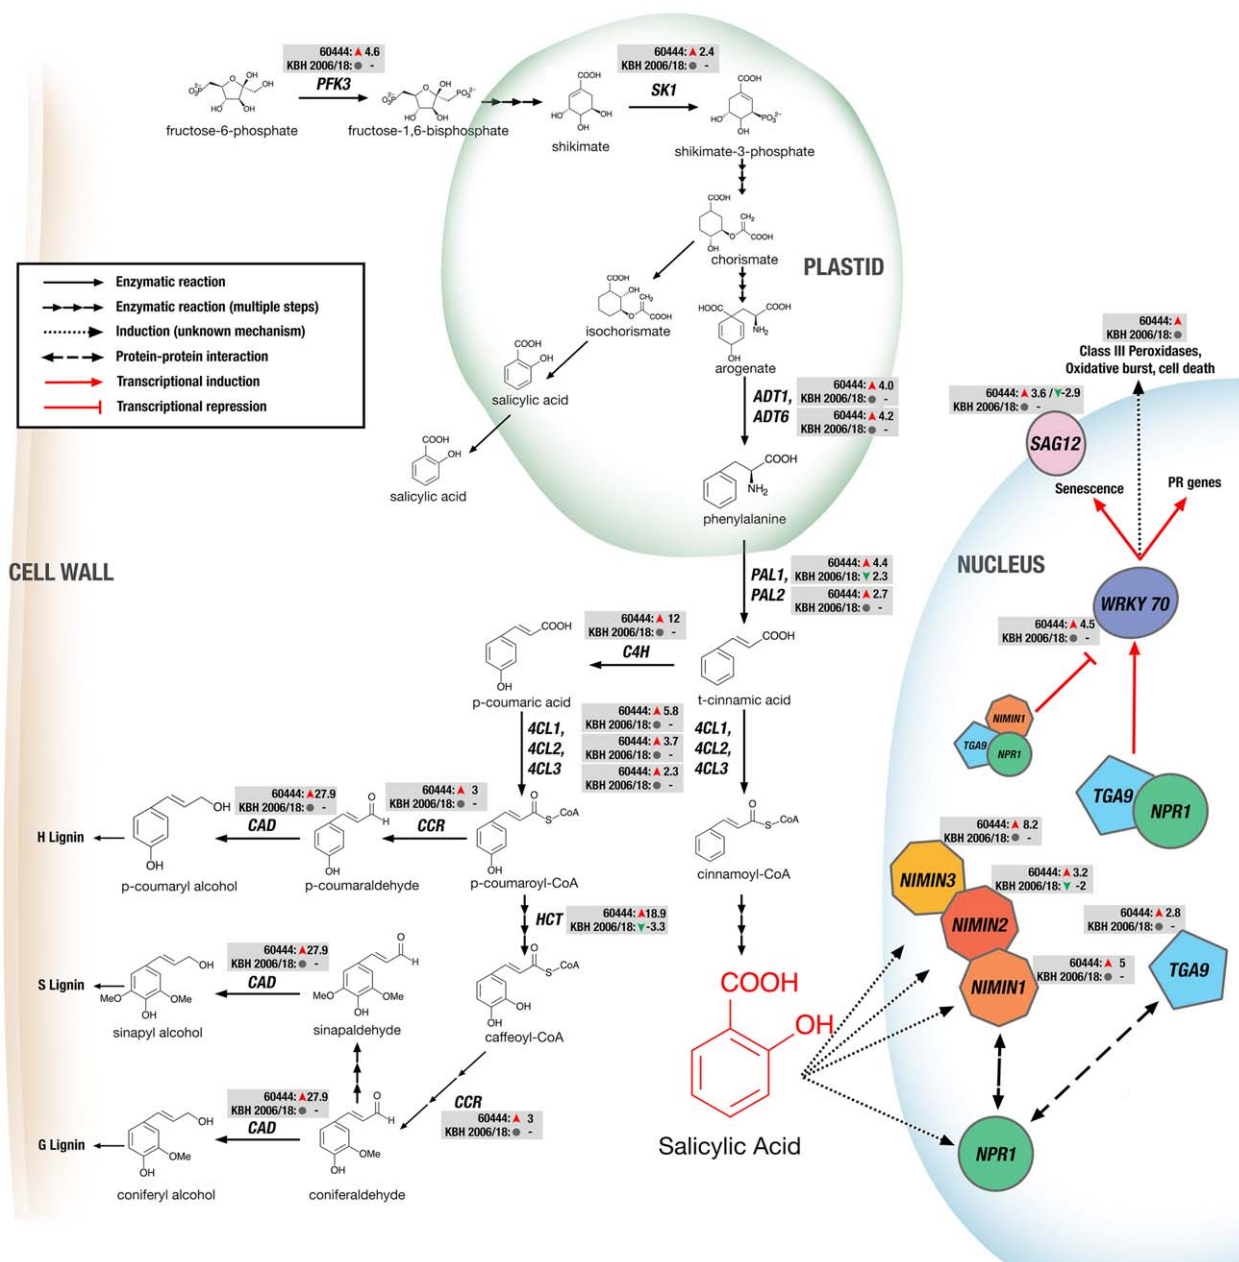 60444: 4.6
KBH 2006/18: -
PFK3
fructose-6-phosphate
fructose-1,6-bisphosphate
60444: 2.4
KBH 2006/18: -
SK1
shikimate
shikimate-3-phosphate
chorismate
PLASTID
isochorismate
arogenate
salicylic acid
salicylic acid
ADT1,
ADT6
60444: 4.0
KBH 2006/18: -
60444: 4.2
KBH 2006/18: -
phenylalanine
Enzymatic reaction
Enzymatic reaction (multiple steps)
Induction (unknown mechanism)
Protein-protein interaction
Transcriptional induction
Transcriptional repression
CELL WALL
PAL1,
PAL2
60444: 4.4
KBH 2006/18: 2.3
60444: 2.7
KBH 2006/18: -
60444: 12
KBH 2006/18: -
C4H
p-coumaric acid
t-cinnamic acid
4CL1,
4CL2,
4CL3
60444: 5.8
KBH 2006/18: -
60444: 3.7
KBH 2006/18: -
60444: 2.3
KBH 2006/18: -
4CL1,
4CL2,
4CL3
60444: 27.9
KBH 2006/18: -
CAD
60444: 3
KBH 2006/18: -
CCR
H Lignin
p-coumaryl alcohol
p-coumaraldehyde
p-coumaroyl-CoA
cinnamoyl-CoA
HCT
60444: 18.9
KBH 2006/18: -3.3
60444: 27.9
KBH 2006/18: -
CAD
S Lignin
sinapyl alcohol
sinapaldehyde
caffeoyl-CoA
60444: 27.9
KBH 2006/18: -
CAD
CCR
60444: 3
KBH 2006/18: -
G Lignin
coniferyl alcohol
coniferaldehyde
COOH
OH
Salicylic Acid
60444:
KBH 2006/18:
Class III Peroxidases,
Oxidative burst, cell death
60444: 3.6 / -2.9
KBH 2006/18: -
SAG12
Senescence
PR genes
NUCLEUS
WRKY 70
60444: 4.5
KBH 2006/18: -
NIMIN1
TGA9
NPR1
TGA9
NPR1
60444: 8.2
KBH 2006/18: -
NIMIN3
60444: 3.2
KBH 2006/18: -2
NIMIN2
60444: 2.8
KBH 2006/18: -
TGA9
60444: 5
KBH 2006/18: -
NIMIN1
NPR1